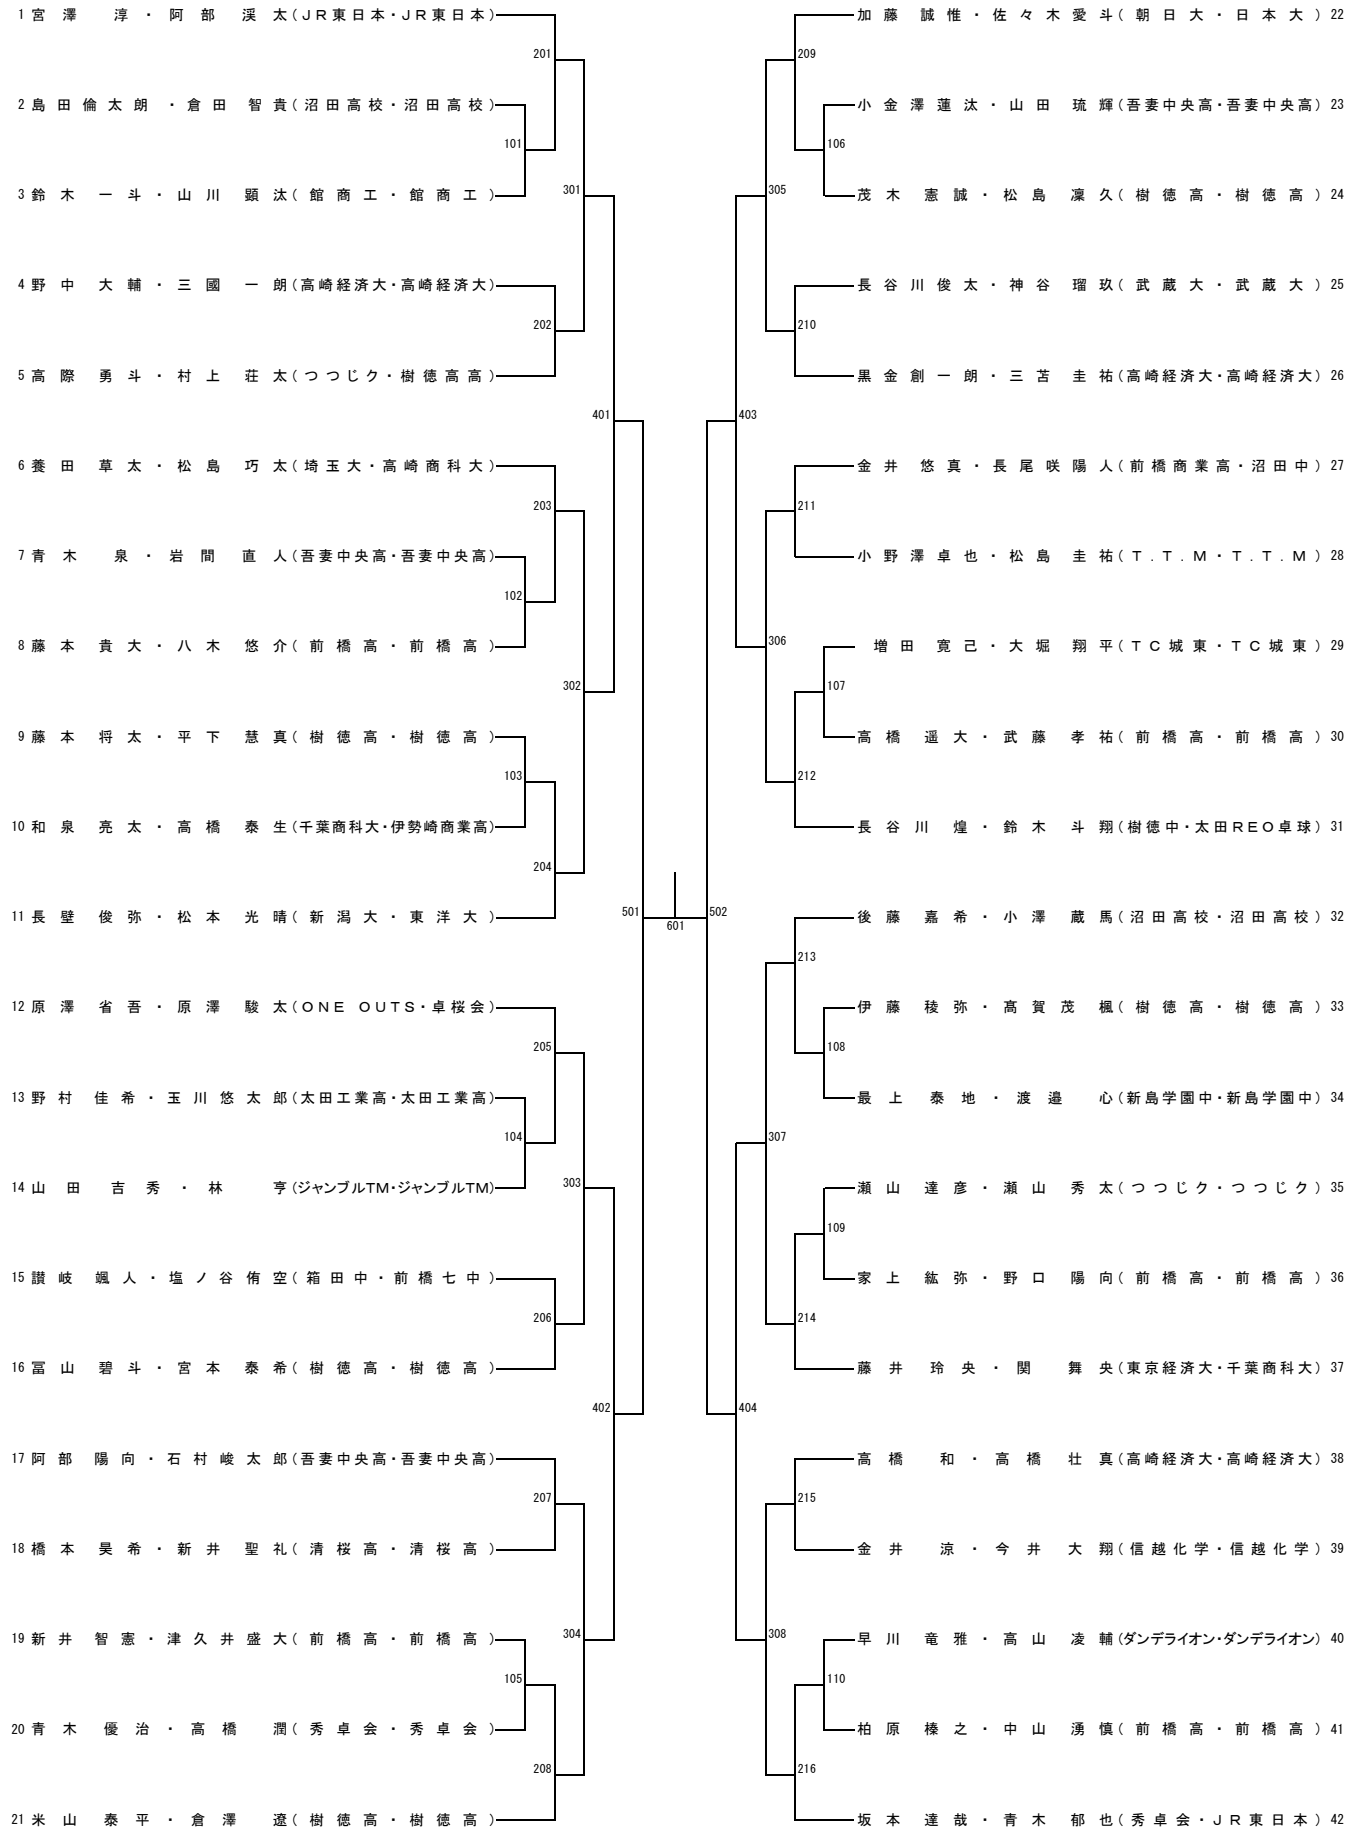 1 宮澤 淳・阿部 渓太(JR東日本・JR東日本)
201
2 島田倫太朗・倉田 智貴(沼田高校・沼田高校)
101
3 鈴木 一斗・山川 顕汰(館商工・館商工)
301
4 野中 大輔・三國 一朗(高崎経済大・高崎経済大)
202
5 高際 勇斗・村上 荘太(つつじク・樹徳高高)
401
6 養田 草太・松島 巧太(埼玉大・高崎商科大)
203
7 青木 泉・岩間 直人(吾妻中央高・吾妻中央高)
102
8 藤本 貴大・八木 悠介(前橋高・前橋高)
302
9 藤本 将太・平下 慧真(樹徳高・樹徳高)
103
10 和泉 亮太・高橋 泰生(千葉商科大・伊勢崎商業高)
204
11 長壁 俊弥・松本 光晴(新潟大・東洋大)
501
12 原澤 省吾・原澤 駿太(ONE OUTS・卓桜会)
205
13 野村 佳希・玉川悠太郎(太田工業高・太田工業高)
104
14 山田 吉秀・林 亨(ジャンブルTM・ジャンブルTM)
303
15 讃岐 颯人・塩ノ谷侑空(箱田中・前橋七中)
206
16 冨山 碧斗・宮本 泰希(樹徳高・樹徳高)
402
17 阿部 陽向・石村峻太郎(吾妻中央高・吾妻中央高)
207
18 橋本 昊希・新井 聖礼(清桜高・清桜高)
19 新井 智憲・津久井盛大(前橋高・前橋高)
304
105
20 青木 優治・高橋 潤(秀卓会・秀卓会)
208
21 米山 泰平・倉澤 遼(樹徳高・樹徳高)
601
加藤 誠惟・佐々木愛斗(朝日大・日本大) 22
209
小金澤蓮汰・山田 琉輝(吾妻中央高・吾妻中央高) 23
106
茂木 憲誠・松島 凜久(樹徳高・樹徳高) 24
305
長谷川俊太・神谷 瑠玖(武蔵大・武蔵大) 25
210
黒金創一朗・三苫 圭祐(高崎経済大・高崎経済大) 26
403
金井 悠真・長尾咲陽人(前橋商業高・沼田中) 27
211
小野澤卓也・松島 圭祐(T.T.M・T.T.M) 28
306
増田 寛己・大堀 翔平(TC城東・TC城東) 29
107
高橋 遥大・武藤 孝祐(前橋高・前橋高) 30
212
長谷川 煌・鈴木 斗翔(樹徳中・太田REO卓球) 31
502
後藤 嘉希・小澤 蔵馬(沼田高校・沼田高校) 32
213
伊藤 稜弥・髙賀茂 楓(樹徳高・樹徳高) 33
108
最上 泰地・渡邉 心(新島学園中・新島学園中) 34
307
瀬山 達彦・瀬山 秀太(つつじク・つつじク) 35
109
家上 紘弥・野口 陽向(前橋高・前橋高) 36
214
藤井 玲央・関 舞央(東京経済大・千葉商科大) 37
404
高橋 和・高橋 壮真(高崎経済大・高崎経済大) 38
215
金井 涼・今井 大翔(信越化学・信越化学) 39
308
早川 竜雅・高山 凌輔(ダンデライオン・ダンデライオン) 40
110
柏原 榛之・中山 湧慎(前橋高・前橋高) 41
216
坂本 達哉・青木 郁也(秀卓会・JR東日本) 42